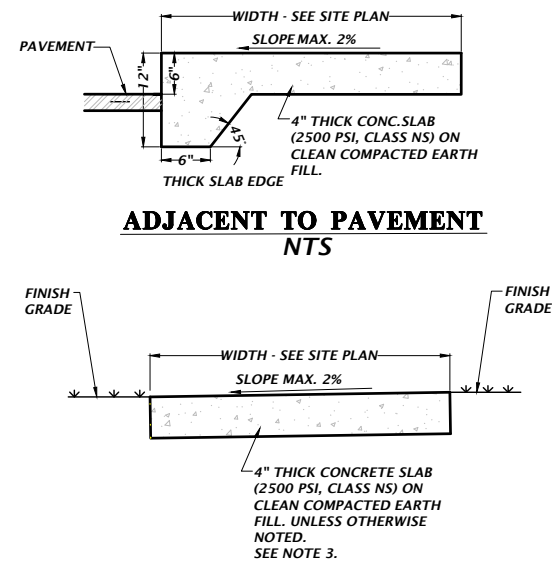 WIDTH - SEE SITE PLAN
SLOPE MAX. 2%
PAVEMENT
12"
6"
45°
4" THICK CONC.SLAB
(2500 PSI, CLASS NS) ON
CLEAN COMPACTED EARTH
FILL.
6"
THICK SLAB EDGE
ADJACENT TO PAVEMENT
NTS
FINISH
GRADE
FINISH
GRADE
WIDTH - SEE SITE PLAN
SLOPE MAX. 2%
4" THICK CONCRETE SLAB
(2500 PSI, CLASS NS) ON
CLEAN COMPACTED EARTH
FILL. UNLESS OTHERWISE
NOTED.
SEE NOTE 3.